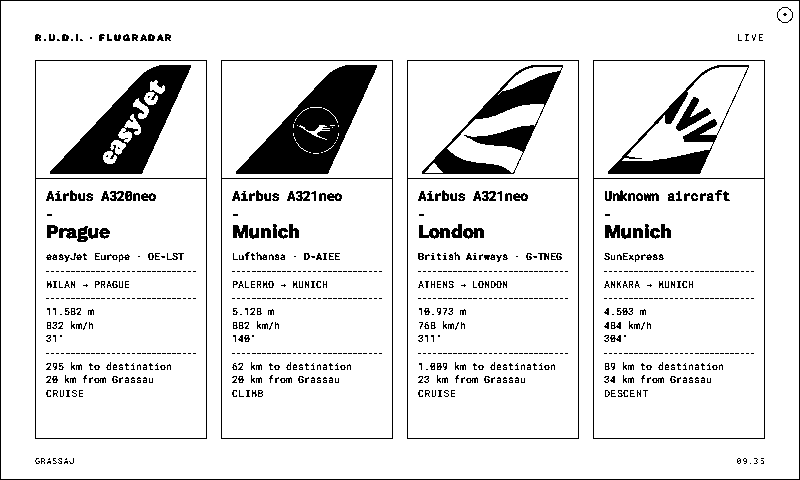 R.U.D.I. · FLUGRADAR
LIVE
easyJet
Airbus A320neo
-
Prague
easyJet Europe · OE-LST
MILAN → PRAGUE
11.582 m
832 km/h
31°
295 km to destination
20 km from Grassau
CRUISE
Airbus A321neo
-
Munich
Lufthansa · D-AIEE
PALERMO → MUNICH
5.128 m
882 km/h
140°
62 km to destination
20 km from Grassau
CLIMB
Airbus A321neo
-
London
British Airways · G-TNEG
ATHENS → LONDON
10.973 m
768 km/h
311°
1.009 km to destination
23 km from Grassau
CRUISE
Unknown aircraft
-
Munich
SunExpress
ANKARA → MUNICH
4.503 m
484 km/h
304°
89 km to destination
34 km from Grassau
DESCENT
GRASSAU
09.35